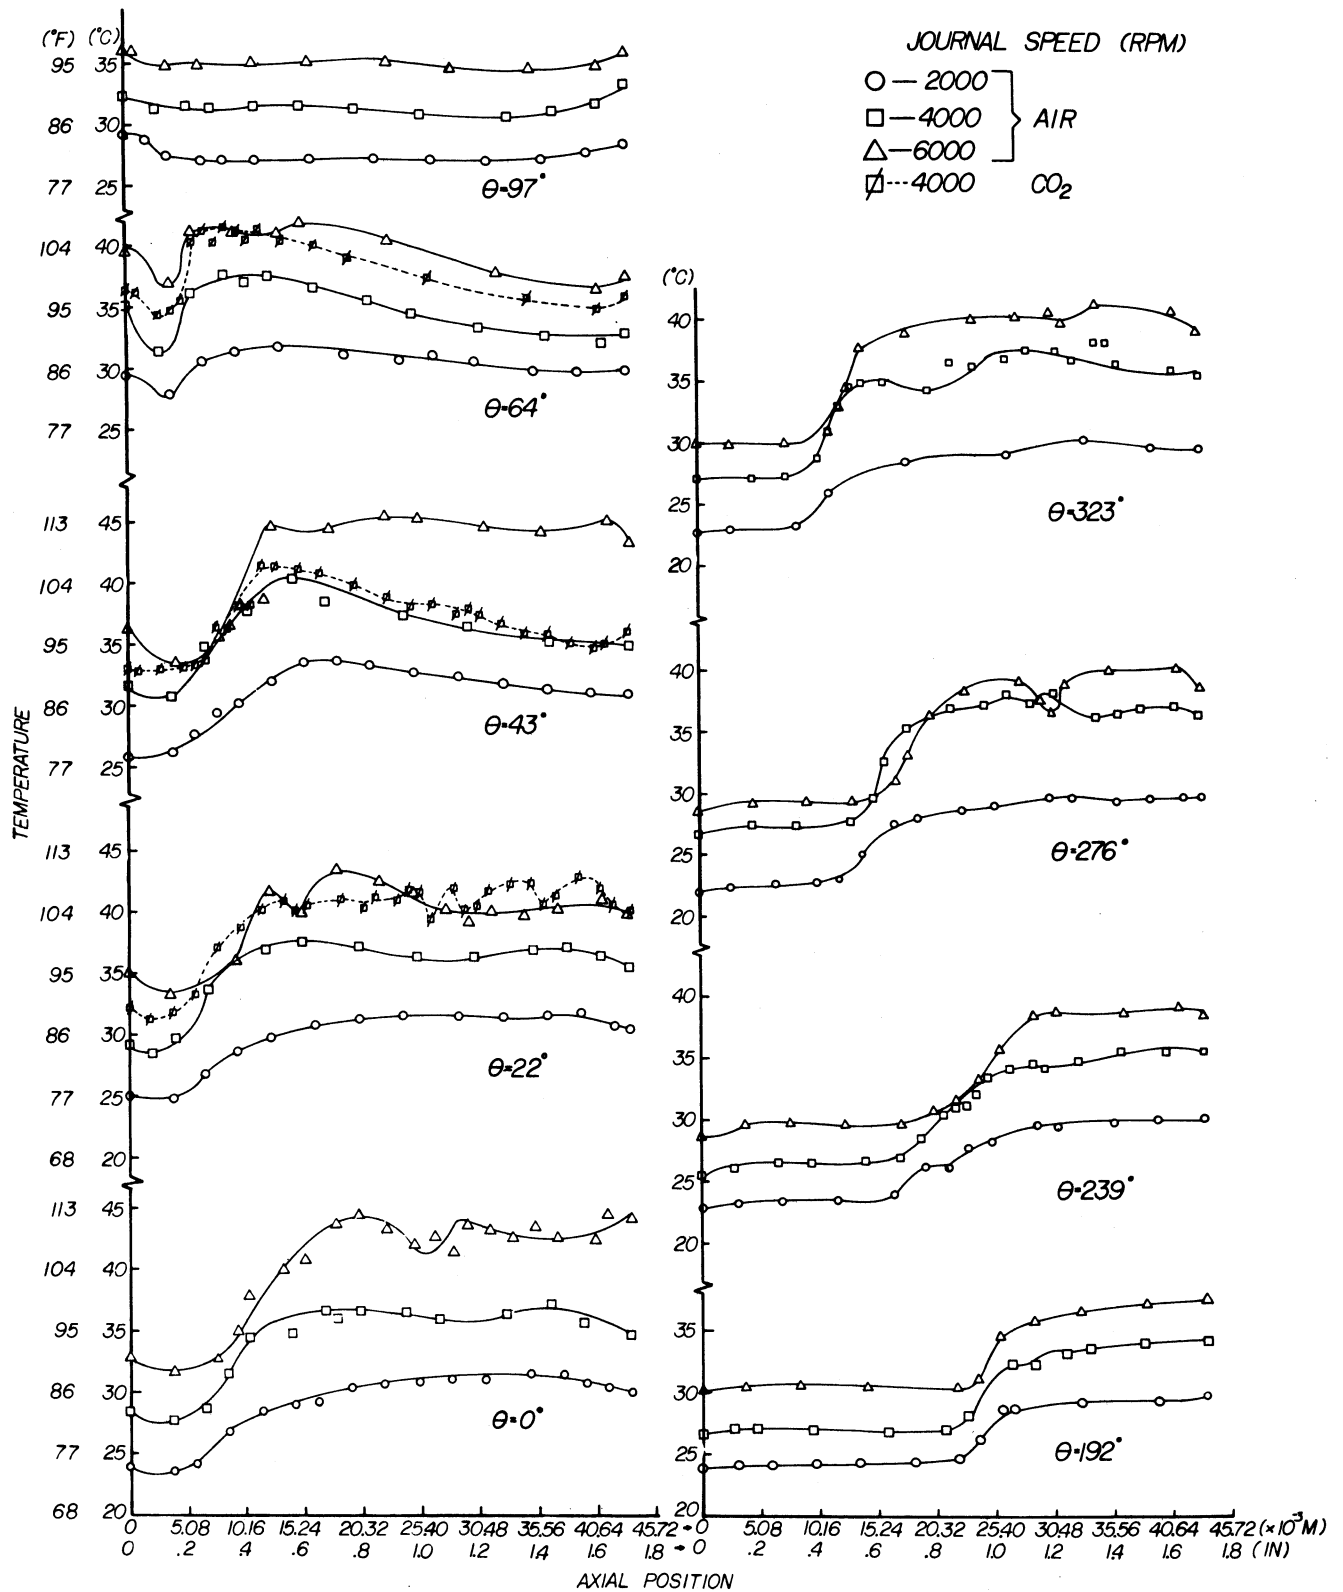 JOURNAL SPEED (RPM)
○ — 2000
□ — 4000
△ — 6000
AIR
--- 4000 CO₂
(°F) (°C)
95 35
86 30
77 25
θ=97°
104 40
95 35
86 30
77 25
θ=64°
113 45
104 40
95 35
86 30
77 25
θ=43°
113 45
104 40
95 35
86 30
77 25
68 20
θ=22°
113 45
104 40
95 35
86 30
77 25
68 20
θ=0°
0 5.08 10.16 15.24 20.32 25.40 30.48 35.56 40.64 45.72
0 .2 .4 .6 .8 1.0 1.2 1.4 1.6 1.8
TEMPERATURE
(°C)
40
35
30
25
20
θ=323°
40
35
30
25
20
θ=276°
40
35
30
25
20
θ=239°
35
30
25
20
θ=192°
0 5.08 10.16 15.24 20.32 25.40 30.48 35.56 40.64 45.72 (×10³M)
0 .2 .4 .6 .8 1.0 1.2 1.4 1.6 1.8 (IN)
AXIAL POSITION